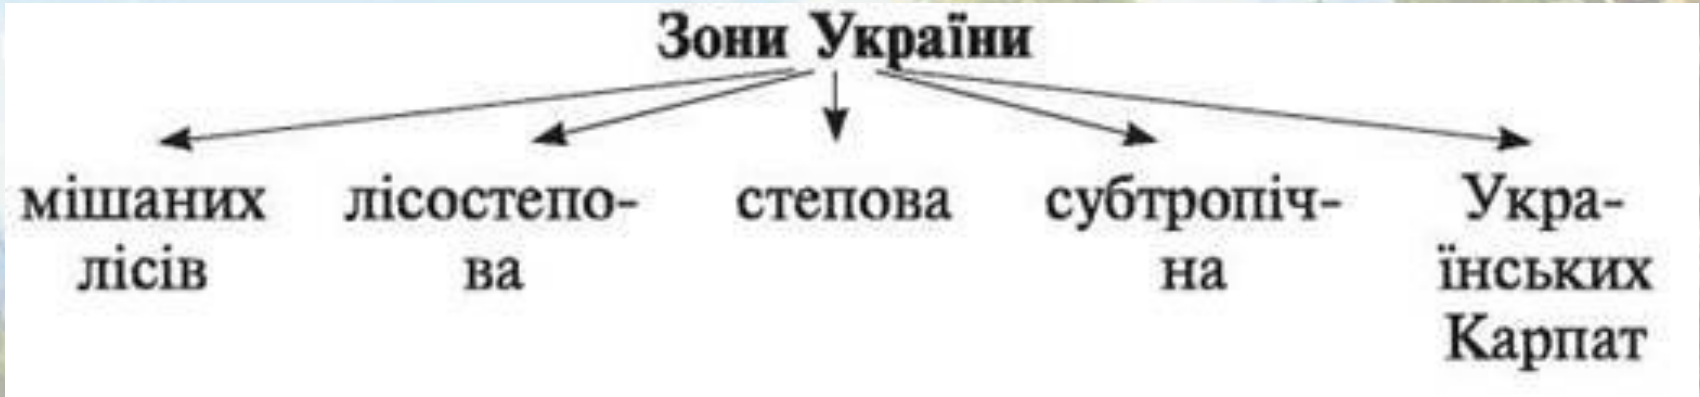 Зони України
мішаних лісостепо- степова субтропіч- Укра-
лісів ва на їнських
Карпат